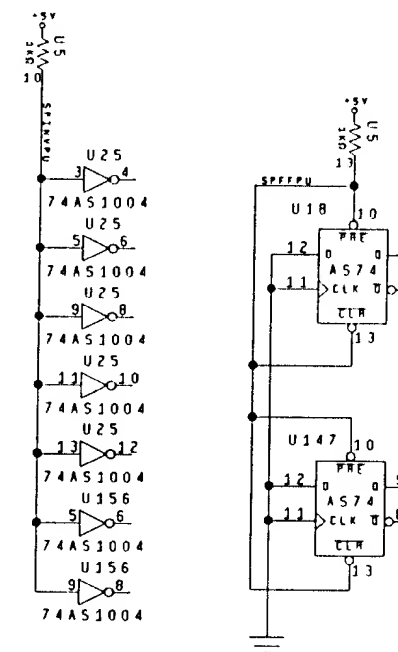 +5V
U5
1KΩ
10
SPINVPU
U25
3 4
74AS1004
U25
5 6
74AS1004
U25
9 8
74AS1004
U25
11 10
74AS1004
U25
13 12
74AS1004
U156
5 6
74AS1004
U156
9 8
74AS1004
+5V
U5
1KΩ
13
SPFFPU
U18
10
PRE
12 D
AS74
11 CLK Q
CLR
13
U147
10
PRE
12 D
AS74
11 CLK Q
CLR
13